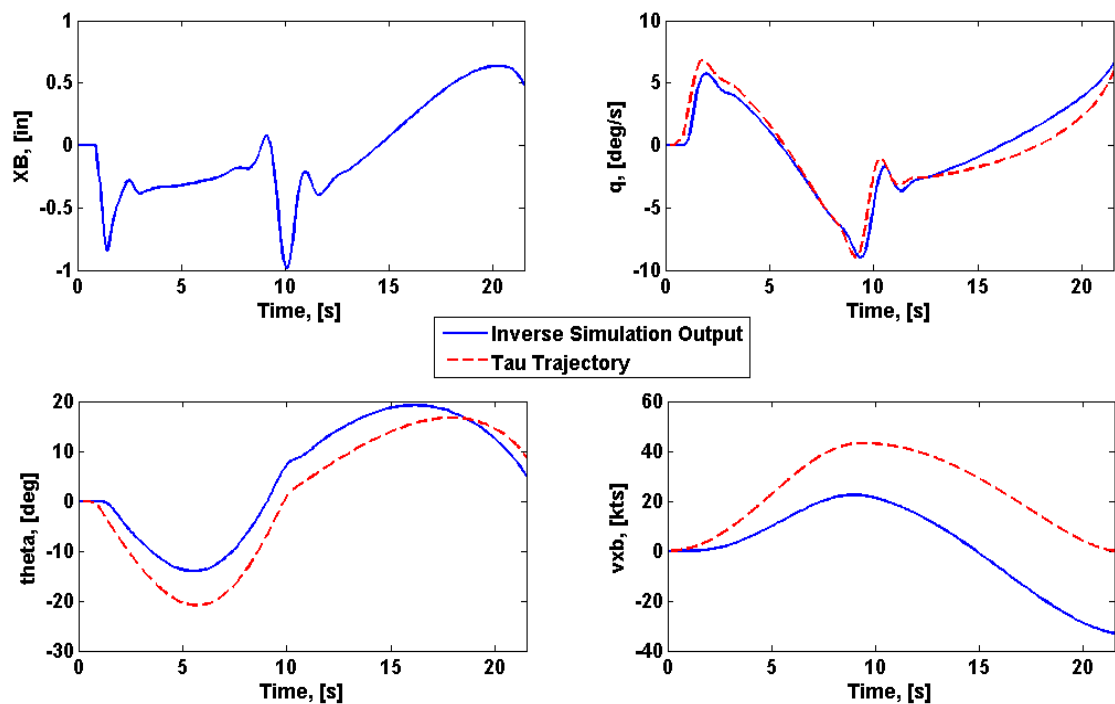 XB, [in]
1
0.5
0
-0.5
-1
0 5 10 15 20
Time, [s]
q, [deg/s]
10
5
0
-5
-10
0 5 10 15 20
Time, [s]
Inverse Simulation Output
Tau Trajectory
theta, [deg]
20
10
0
-10
-20
-30
0 5 10 15 20
Time, [s]
vxb, [kts]
60
40
20
0
-20
-40
0 5 10 15 20
Time, [s]